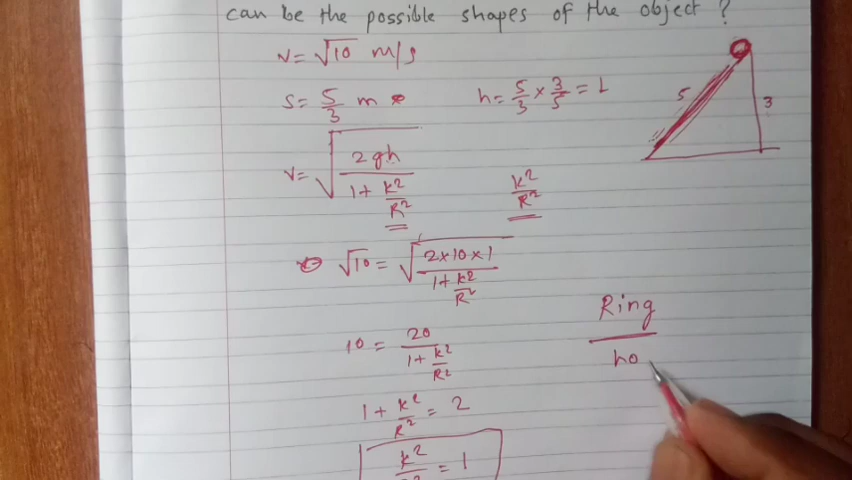 can be the possible shapes of the object ?
v = √10 m/s
s = 5/3 m
h = 5/3 × 3/5 = 1
5
3
v = √(2gh / (1 + k²/R²))
k²/R²
√10 = √(2×10×1 / (1 + k²/R²))
Ring
10 = 20 / (1 + k²/R²)
ho
1 + k²/R² = 2
k²/R² = 1